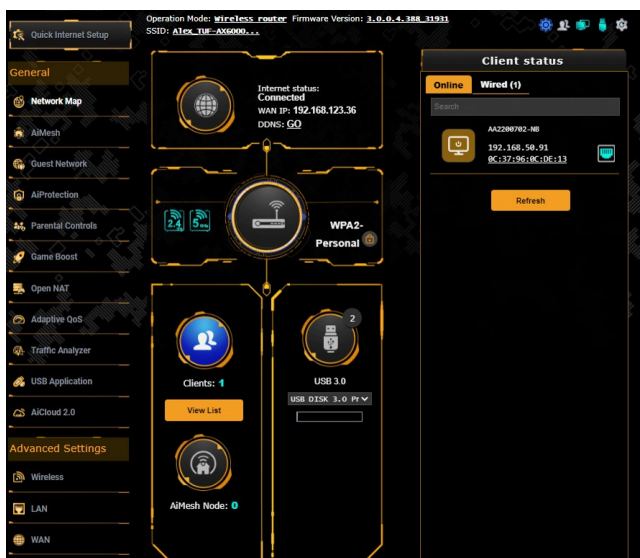 Operation Mode: Wireless router Firmware Version: 3.0.0.4.388_31931
SSID: Alex_TUF-AX6000...
Quick Internet Setup
General
Network Map
AiMesh
Guest Network
AiProtection
Parental Controls
Game Boost
Open NAT
Adaptive QoS
Traffic Analyzer
USB Application
AiCloud 2.0
Advanced Settings
Wireless
LAN
WAN
Internet status:
Connected
WAN IP: 192.168.123.36
DDNS: GO
2.4
5
WPA2-
Personal
Clients: 1
View List
AiMesh Node: 0
2
USB 3.0
USB DISK 3.0 Pr
Client status
Online Wired (1)
Search
AA2200702-NB
192.168.50.91
0C:37:96:0C:DE:13
Refresh